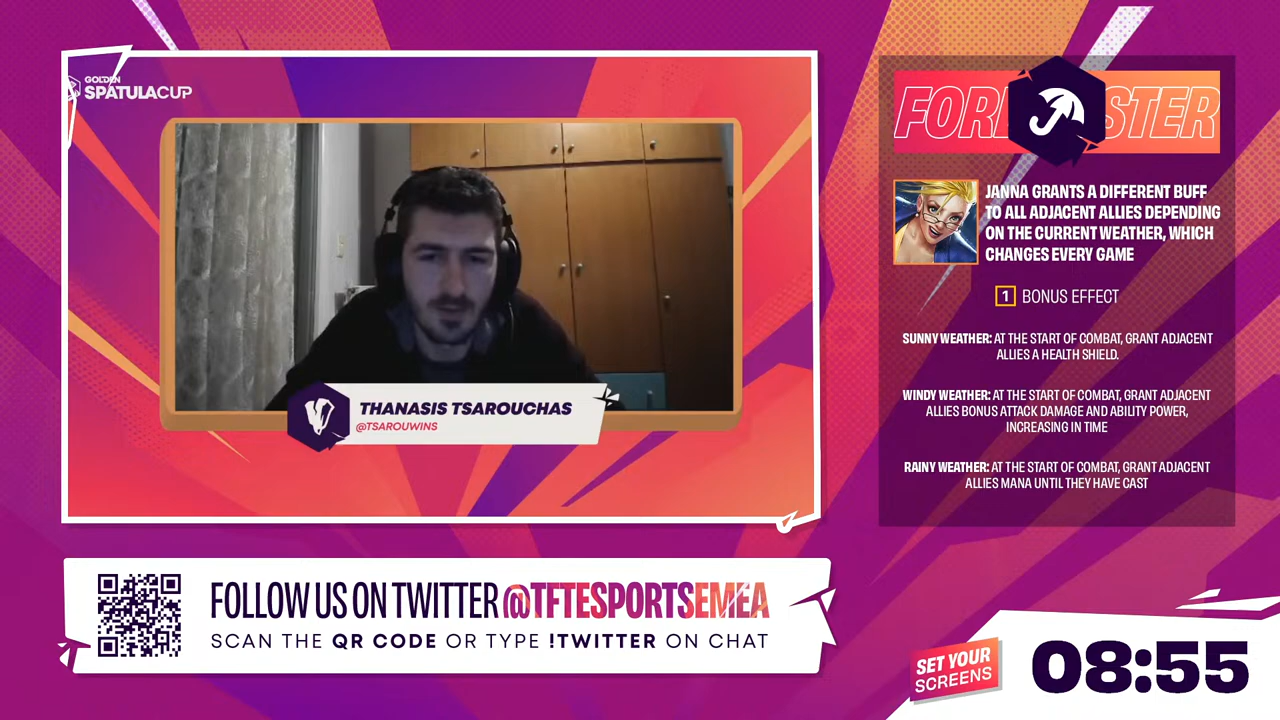 GOLDEN
SPATULACUP
THANASIS TSAROUCHAS
@TSAROUWINS
JANNA GRANTS A DIFFERENT BUFF
TO ALL ADJACENT ALLIES DEPENDING
ON THE CURRENT WEATHER, WHICH
CHANGES EVERY GAME
1 BONUS EFFECT
SUNNY WEATHER: AT THE START OF COMBAT, GRANT ADJACENT
ALLIES A HEALTH SHIELD.
WINDY WEATHER: AT THE START OF COMBAT, GRANT ADJACENT
ALLIES BONUS ATTACK DAMAGE AND ABILITY POWER,
INCREASING IN TIME
RAINY WEATHER: AT THE START OF COMBAT, GRANT ADJACENT
ALLIES MANA UNTIL THEY HAVE CAST
FOLLOW US ON TWITTER @TFTESPORTSEMEA
SCAN THE QR CODE OR TYPE !TWITTER ON CHAT
SET YOUR
SCREENS
08:55